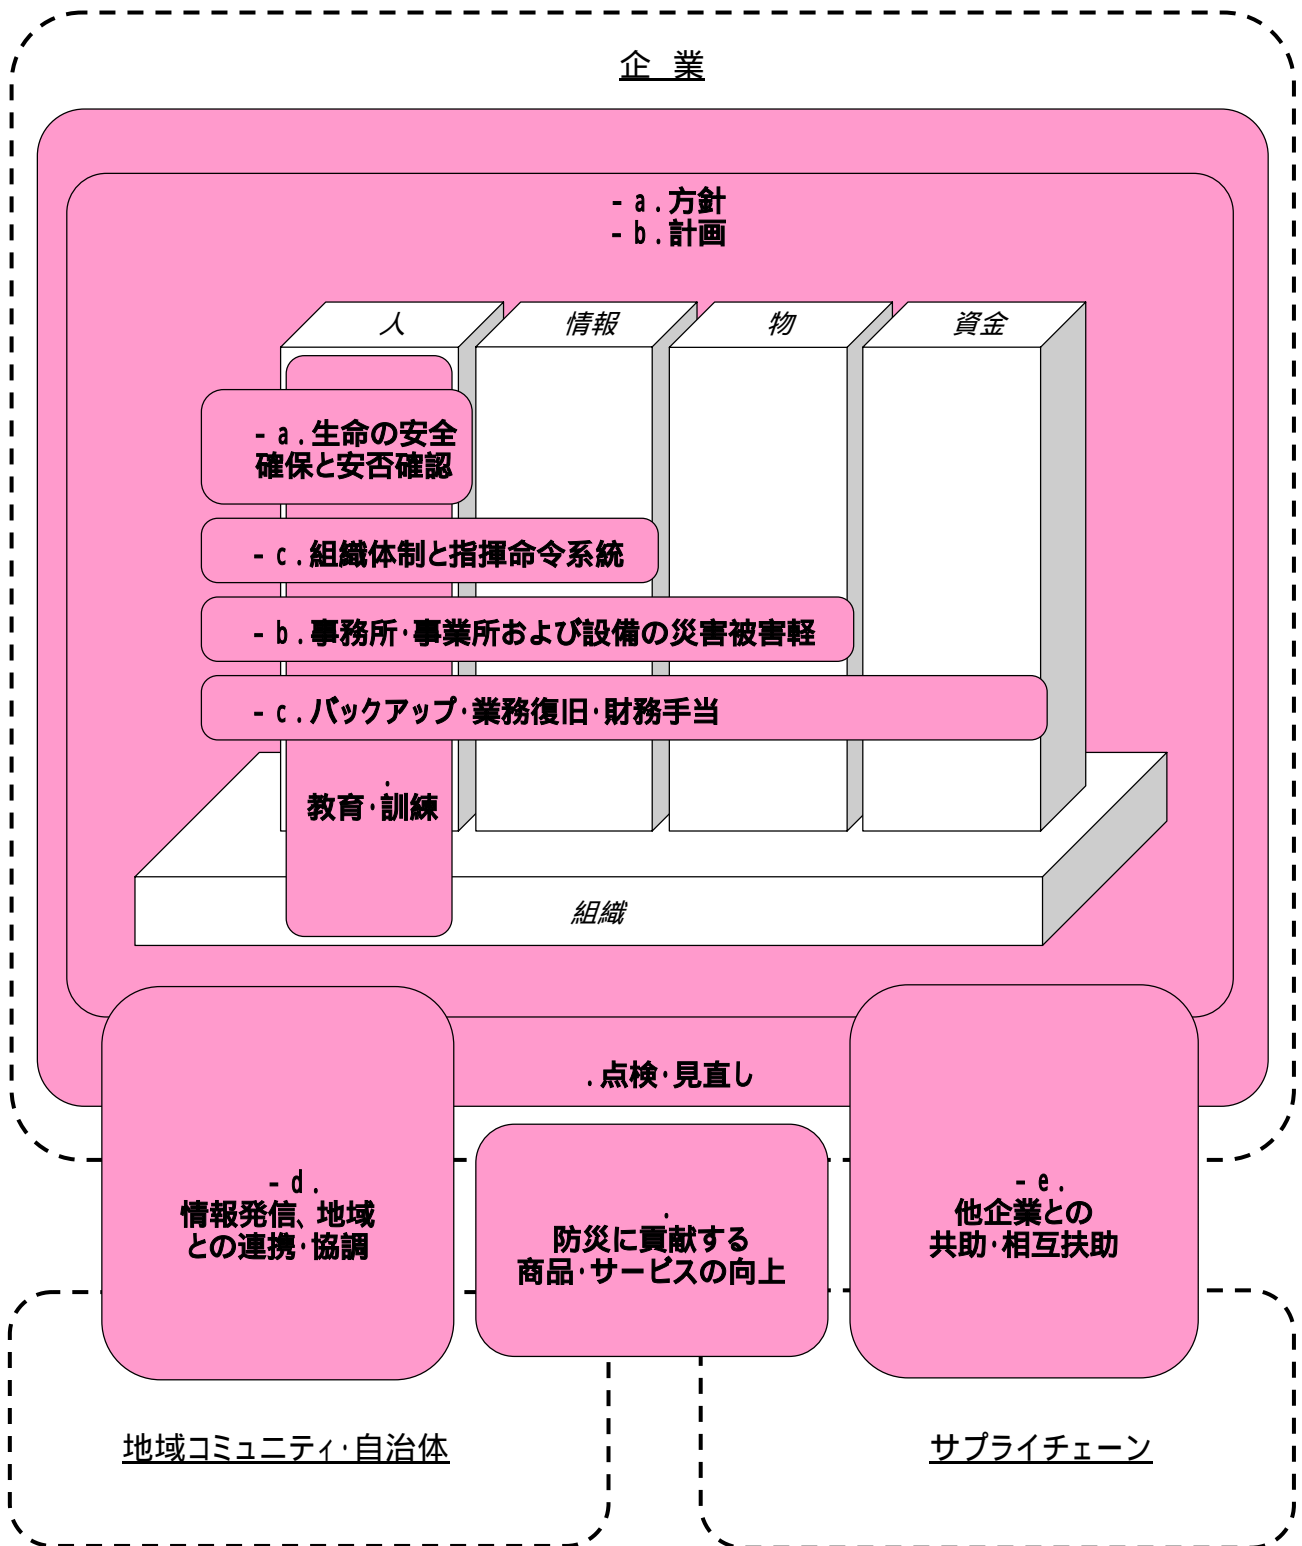 企 業
－ａ．方針
－ｂ．計画
人
情報
物
資金
－ａ．生命の安全
確保と安否確認
－ｃ．組織体制と指揮命令系統
－ｂ．事務所・事業所および設備の災害被害軽
－ｃ．バックアップ・業務復旧・財務手当
．
教育・訓練
組織
．点検・見直し
－ｄ．
情報発信、地域
との連携・協調
．
防災に貢献する
商品・サービスの向上
－ｅ．
他企業との
共助・相互扶助
地域コミュニティ・自治体
サプライチェーン